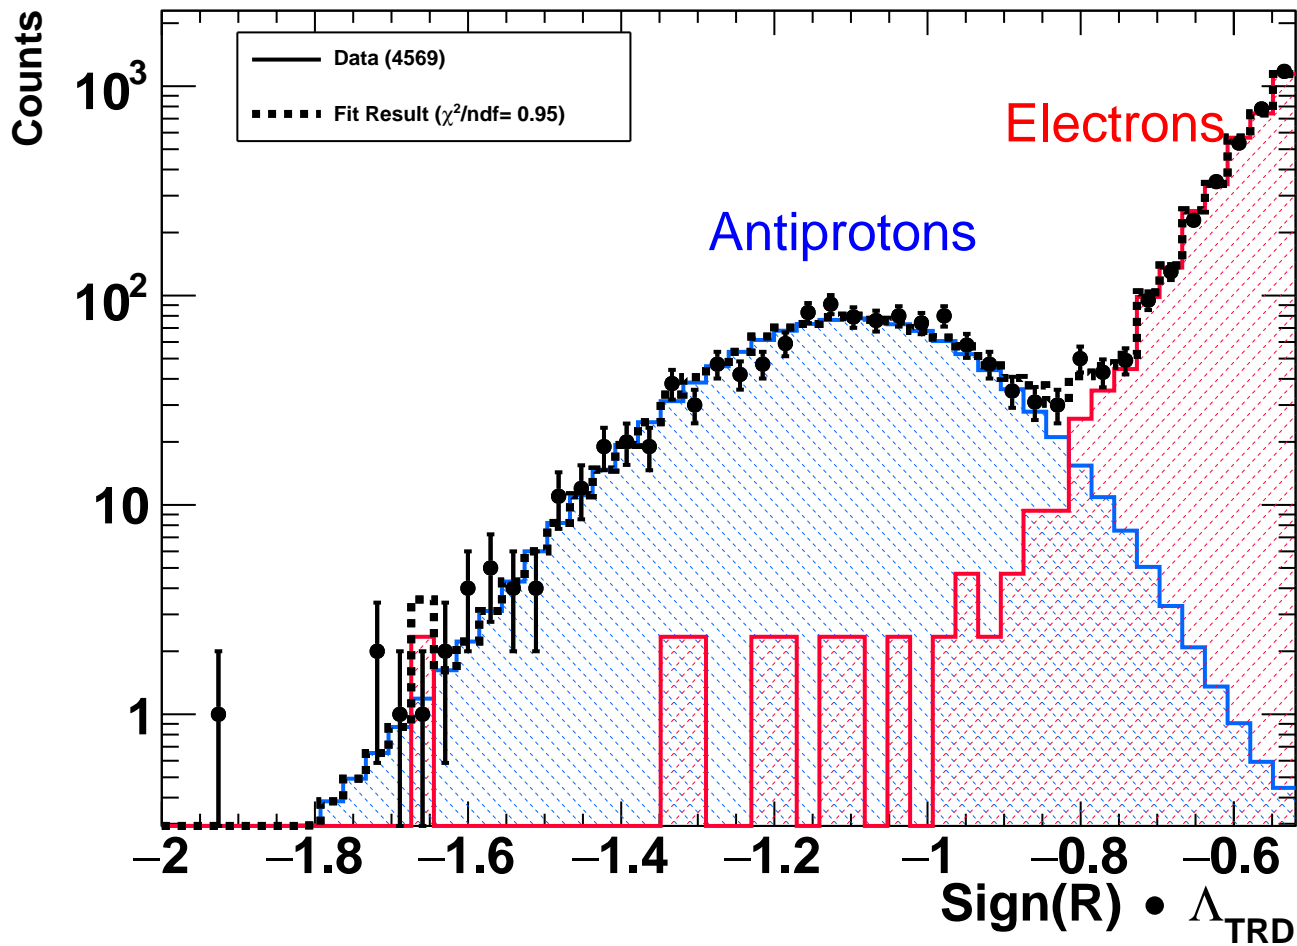 Counts
10³
10²
10
1
Data (4569)
Fit Result (χ²/ndf= 0.95)
Electrons
Antiprotons
−2 −1.8 −1.6 −1.4 −1.2 −1 −0.8 −0.6
Sign(R) • Λ_TRD